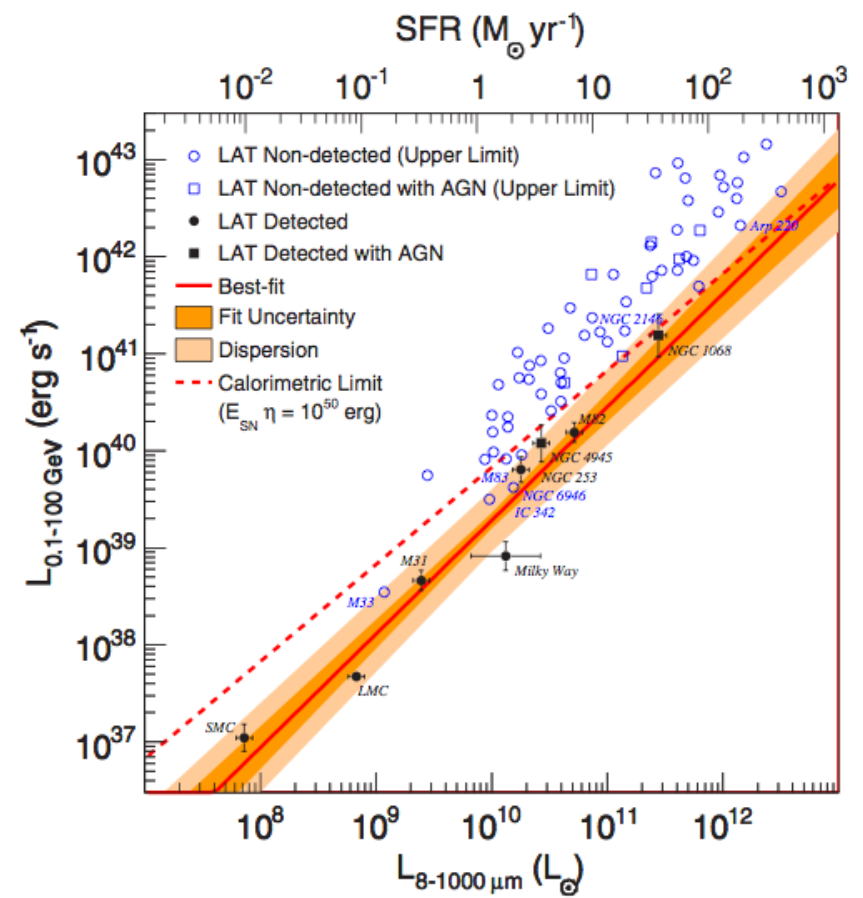 SFR (M⊙ yr⁻¹)
10⁻² 10⁻¹ 1 10 10² 10³
LAT Non-detected (Upper Limit)
LAT Non-detected with AGN (Upper Limit)
LAT Detected
LAT Detected with AGN
Best-fit
Fit Uncertainty
Dispersion
Calorimetric Limit
(E_SN η = 10⁵⁰ erg)
L_0.1-100 GeV (erg s⁻¹)
10⁴³
10⁴²
10⁴¹
10⁴⁰
10³⁹
10³⁸
10³⁷
Arp 220
NGC 2146
NGC 1068
M82
NGC 4945
M83
NGC 253
NGC 6946
IC 342
M31
Milky Way
M33
LMC
SMC
10⁸ 10⁹ 10¹⁰ 10¹¹ 10¹²
L_8-1000 μm (L⊙)